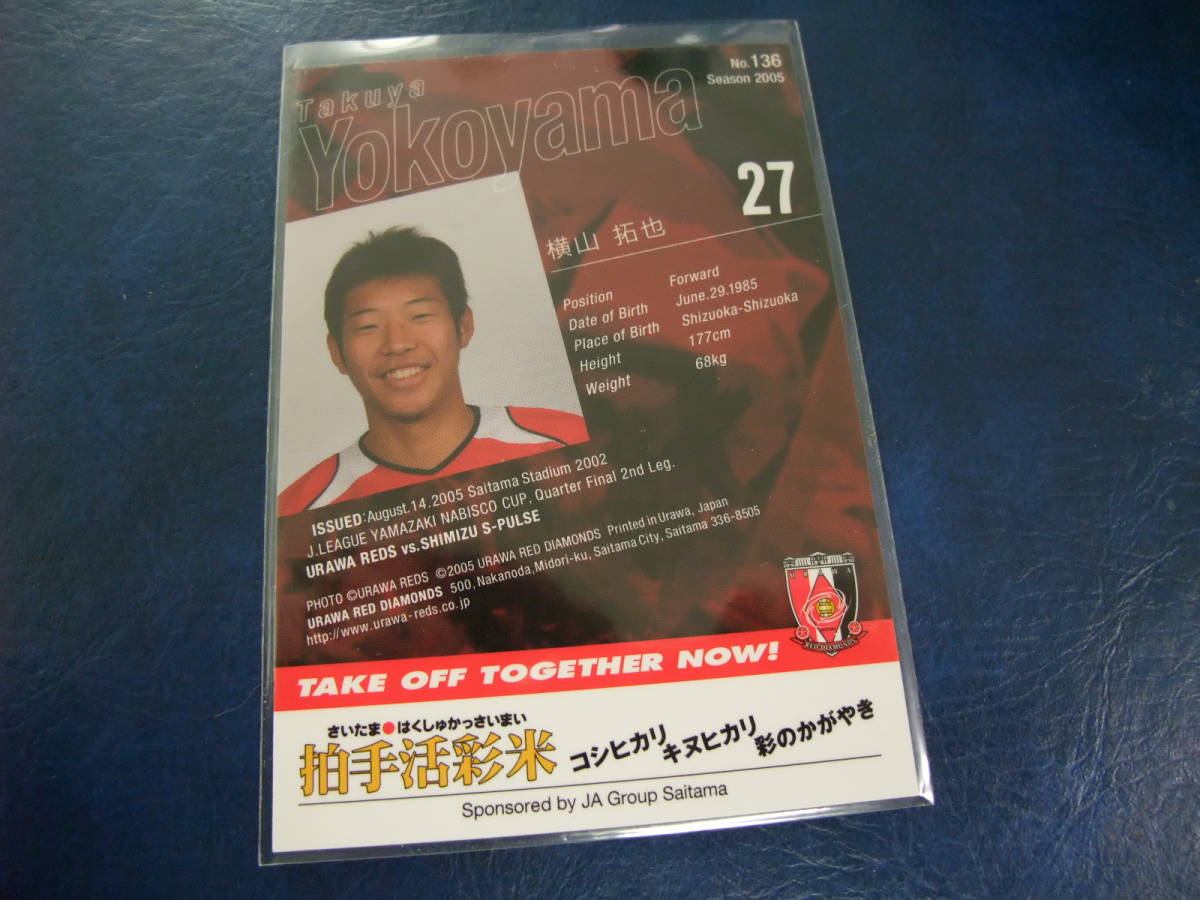 No.136
Season 2005
Takuya
Yokoyama
27
横山 拓也
Position Forward
Date of Birth June.29.1985
Place of Birth Shizuoka-Shizuoka
Height 177cm
Weight 68kg
ISSUED:August.14.2005 Saitama Stadium 2002
J.LEAGUE YAMAZAKI NABISCO CUP, Quarter Final 2nd Leg.
URAWA REDS vs.SHIMIZU S-PULSE
PHOTO ©URAWA REDS ©2005 URAWA RED DIAMONDS Printed in Urawa, Japan
URAWA RED DIAMONDS 500,Nakanoda,Midori-ku, Saitama City, Saitama 336-8505
http://www.urawa-reds.co.jp
URAWA
RED DIAMONDS
TAKE OFF TOGETHER NOW!
さいたま●はくしゅかっさいまい
拍手活彩米 コシヒカリ キヌヒカリ 彩のかがやき
Sponsored by JA Group Saitama